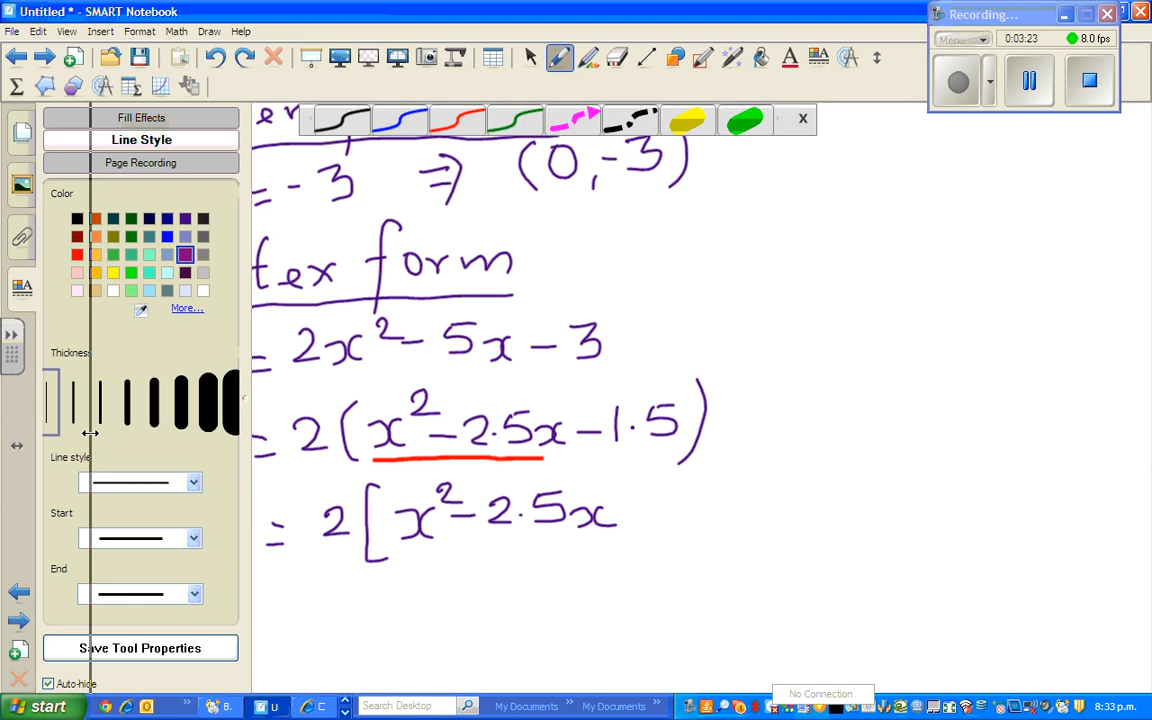 Untitled * - SMART Notebook
File Edit View Insert Format Math Draw Help
Recording...
Menu
0:03:23
8.0 fps
Fill Effects
Line Style
Page Recording
Color
More...
Thickness
Line style
Start
End
Save Tool Properties
Auto-hide
er
= -3 ⇒ (0, -3)
tex form
= 2x² - 5x - 3
= 2(x² - 2.5x - 1.5)
= 2[x² - 2.5x
No Connection
start
B.
U
C
Search Desktop
My Documents
My Documents
8:33 p.m.